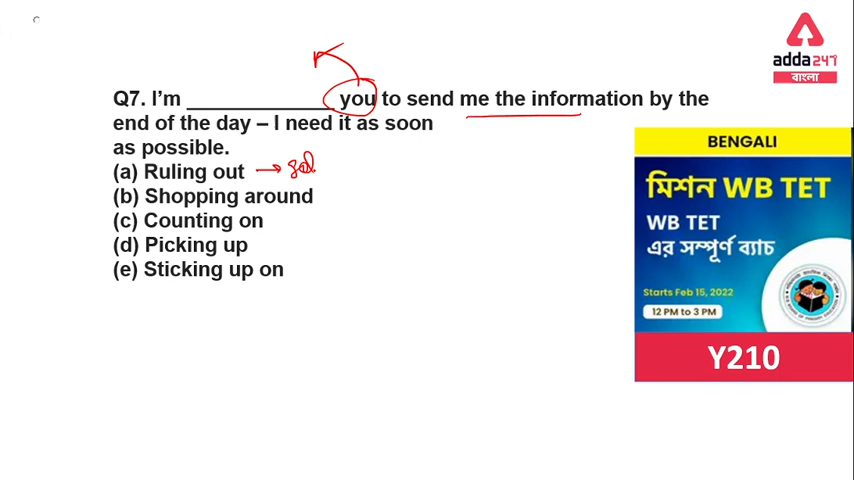 adda247
বাংলা
Q7. I'm _____________ you to send me the information by the
end of the day – I need it as soon
as possible.
(a) Ruling out
(b) Shopping around
(c) Counting on
(d) Picking up
(e) Sticking up on
BENGALI
মিশন WB TET
WB TET
এর সম্পূর্ণ ব্যাচ
Starts Feb 15, 2022
12 PM to 3 PM
Y210